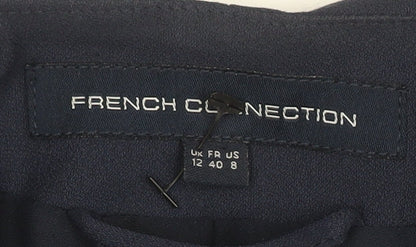 FRENCH CONNECTION
UK FR US
12 40 8